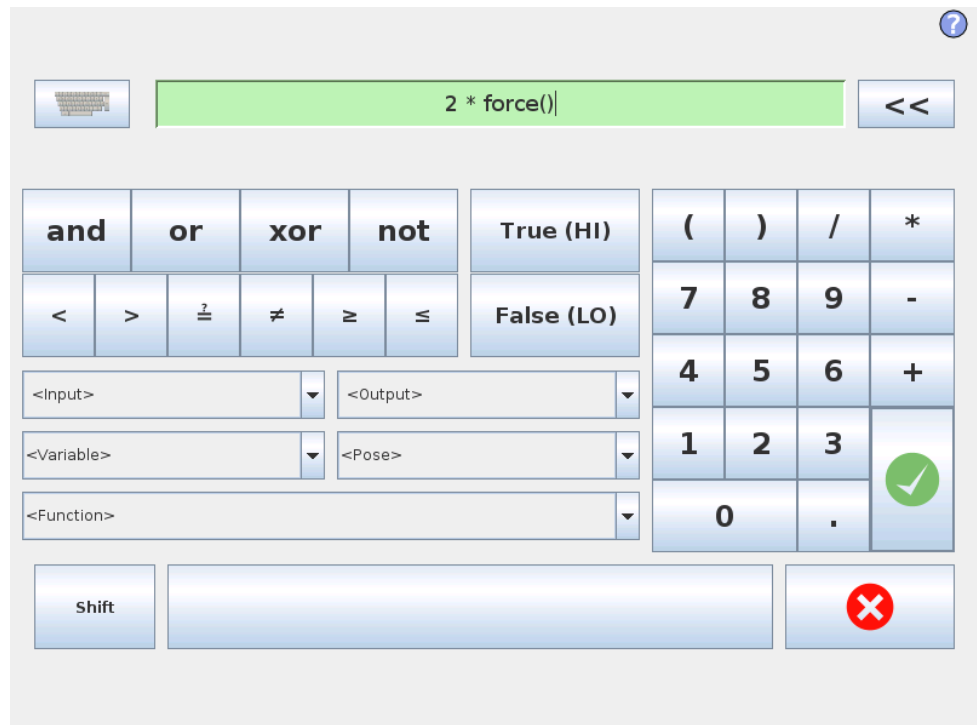 ?
2 * force()
<<
and or xor not True (HI) ( ) / *
< > ≟ ≠ ≥ ≤ False (LO) 7 8 9 -
<Input> <Output> 4 5 6 +
<Variable> <Pose> 1 2 3
<Function> 0 .
Shift